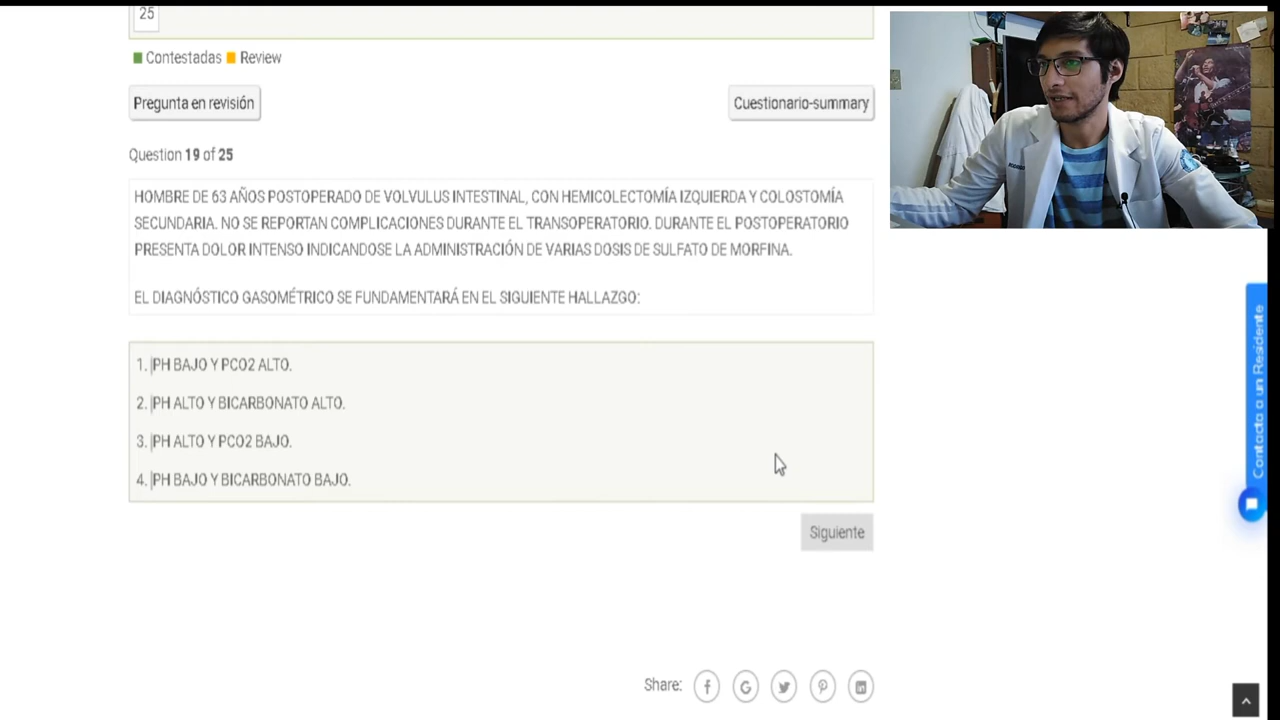 25
Contestadas Review
Pregunta en revisión
Cuestionario-summary
Question 19 of 25
HOMBRE DE 63 AÑOS POSTOPERADO DE VOLVULUS INTESTINAL, CON HEMICOLECTOMÍA IZQUIERDA Y COLOSTOMÍA
SECUNDARIA. NO SE REPORTAN COMPLICACIONES DURANTE EL TRANSOPERATORIO. DURANTE EL POSTOPERATORIO
PRESENTA DOLOR INTENSO INDICANDOSE LA ADMINISTRACIÓN DE VARIAS DOSIS DE SULFATO DE MORFINA.
EL DIAGNÓSTICO GASOMÉTRICO SE FUNDAMENTARÁ EN EL SIGUIENTE HALLAZGO:
1. PH BAJO Y PCO2 ALTO.
2. PH ALTO Y BICARBONATO ALTO.
3. PH ALTO Y PCO2 BAJO.
4. PH BAJO Y BICARBONATO BAJO.
Siguiente
Contacta a un Residente
Share: